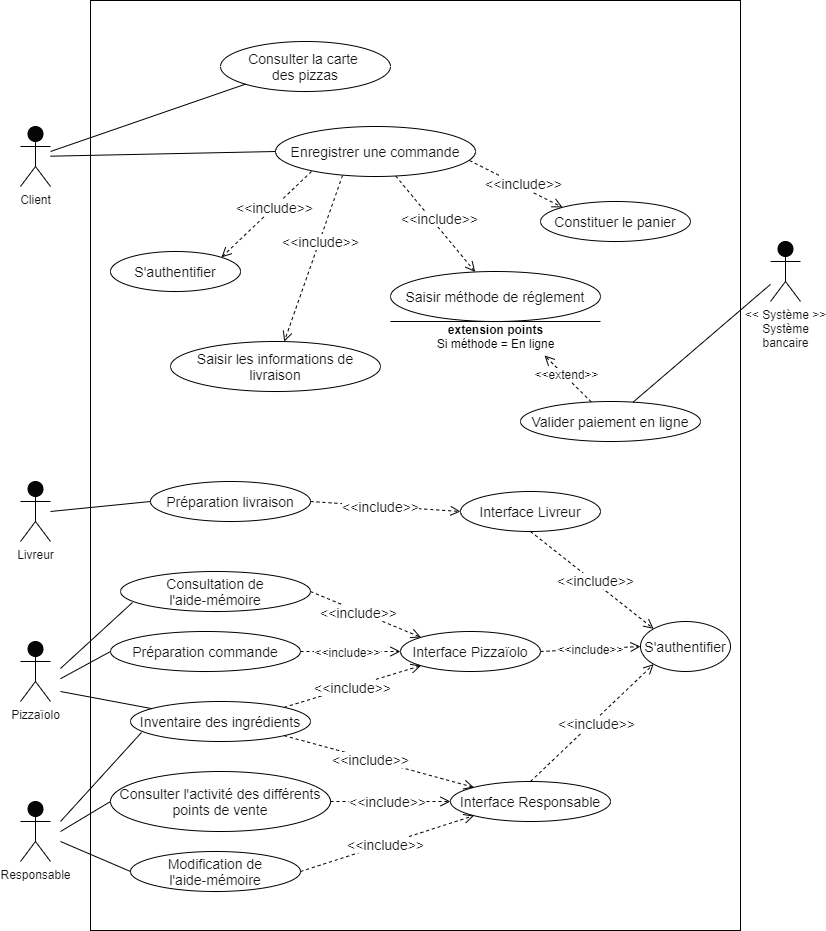 Consulter la carte
des pizzas
Enregistrer une commande
Client
<<include>>
<<include>>
<<include>>
<<include>>
Constituer le panier
S'authentifier
Saisir méthode de réglement
extension points
Si méthode = En ligne
<< Système >>
Système
bancaire
Saisir les informations de
livraison
<<extend>>
Valider paiement en ligne
Préparation livraison
<<include>>
Interface Livreur
Livreur
<<include>>
Consultation de
l'aide-mémoire
<<include>>
Préparation commande
<<include>>
Interface Pizzaïolo
<<include>>
S'authentifier
<<include>>
Pizzaïolo
Inventaire des ingrédients
<<include>>
<<include>>
Consulter l'activité des différents
points de vente
<<include>>
Interface Responsable
<<include>>
Modification de
l'aide-mémoire
Responsable